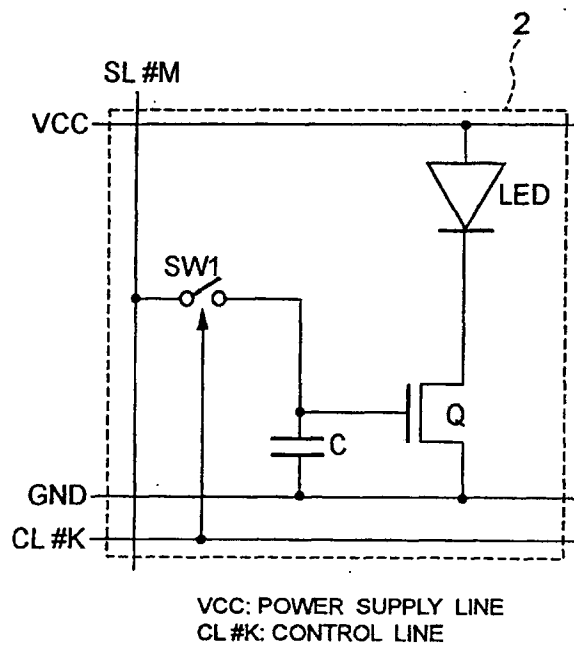 2
SL #M
VCC
LED
SW1
Q
C
GND
CL #K
VCC: POWER SUPPLY LINE
CL #K: CONTROL LINE